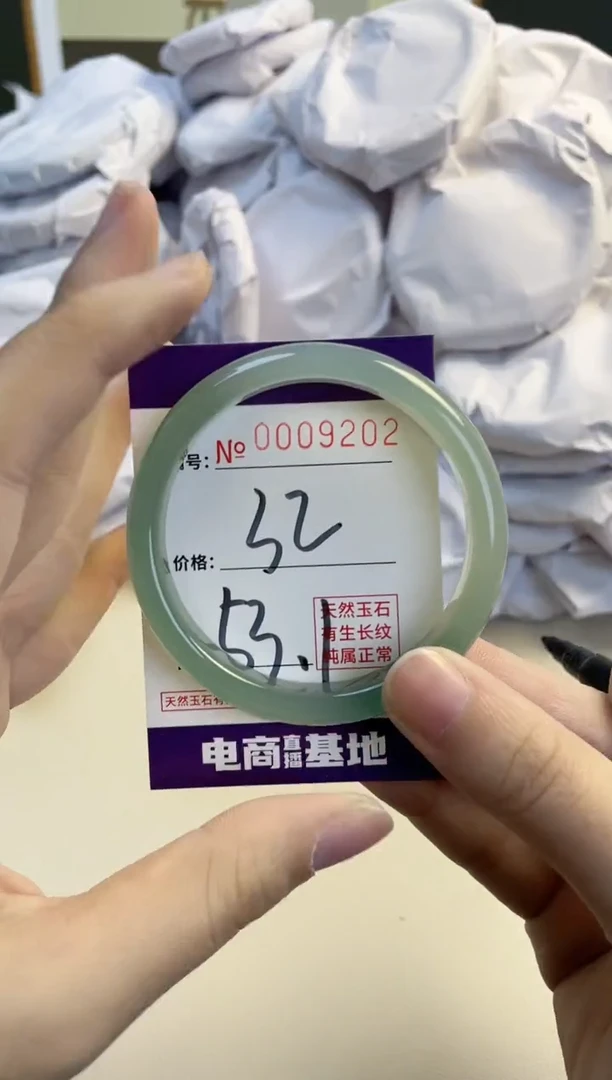 号: № 0009202
52
价格:
53.1
天然玉石
有生长纹
纯属正常
天然玉石有
电商直播基地